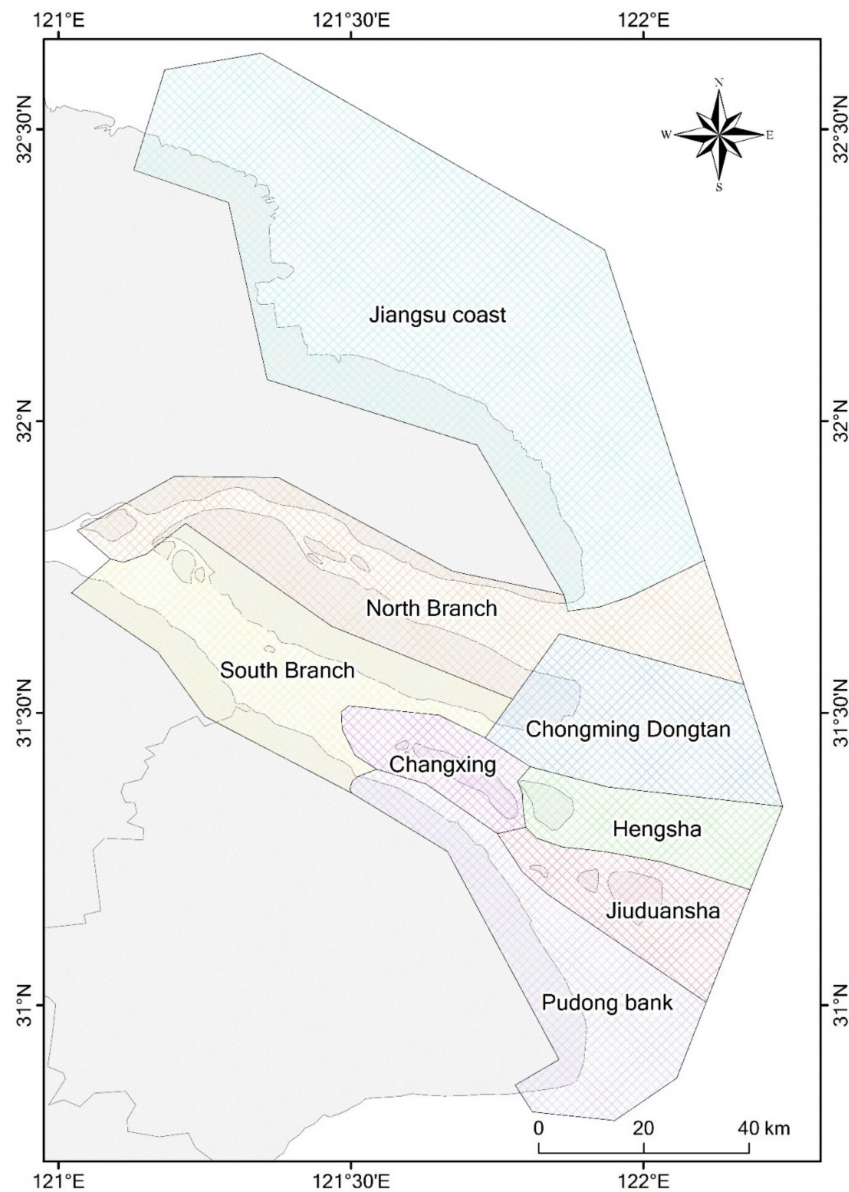 121°E 121°30'E 122°E
N
W E
S
32°30'N 32°30'N
Jiangsu coast
32°N 32°N
North Branch
South Branch
31°30'N 31°30'N
Chongming Dongtan
Changxing
Hengsha
Jiuduansha
Pudong bank
31°N 31°N
0 20 40 km
121°E 121°30'E 122°E